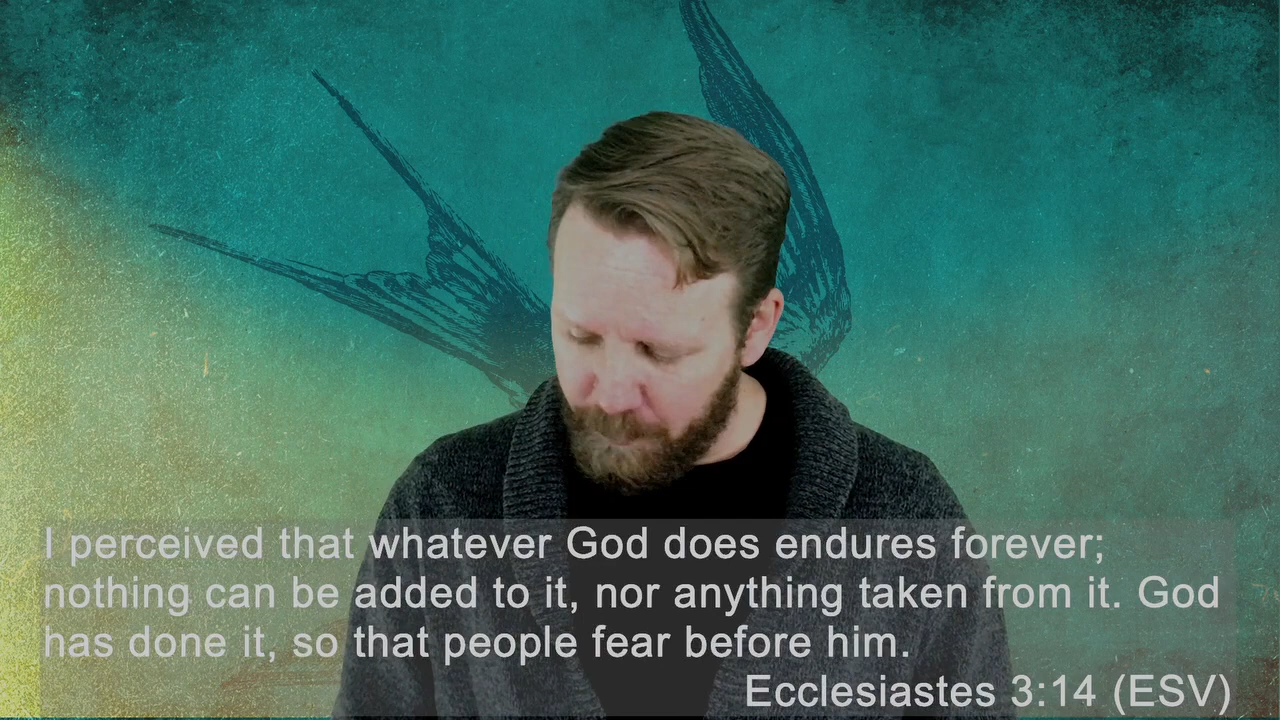 I perceived that whatever God does endures forever;
nothing can be added to it, nor anything taken from it. God
has done it, so that people fear before him.
Ecclesiastes 3:14 (ESV)